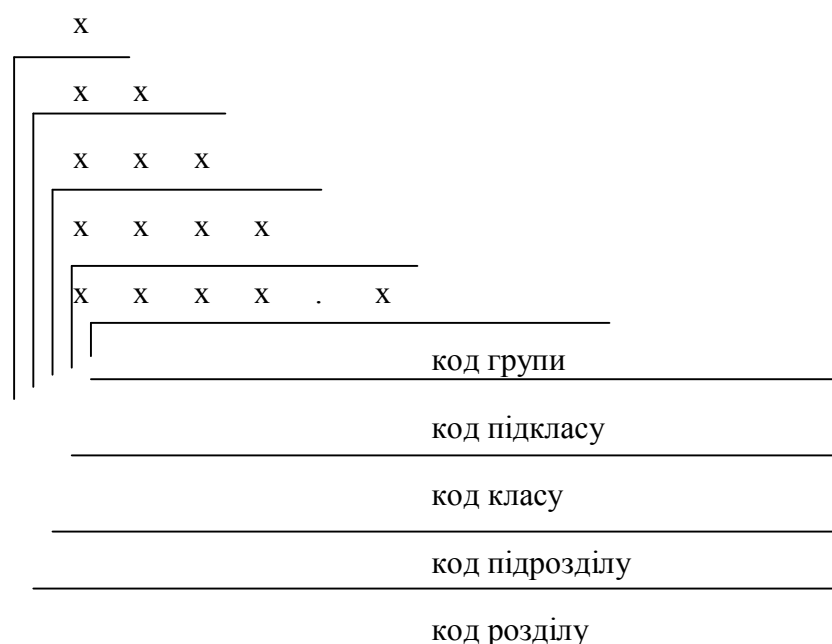 х
х х
х х х
х х х х
х х х х . х
код групи
код підкласу
код класу
код підрозділу
код розділу